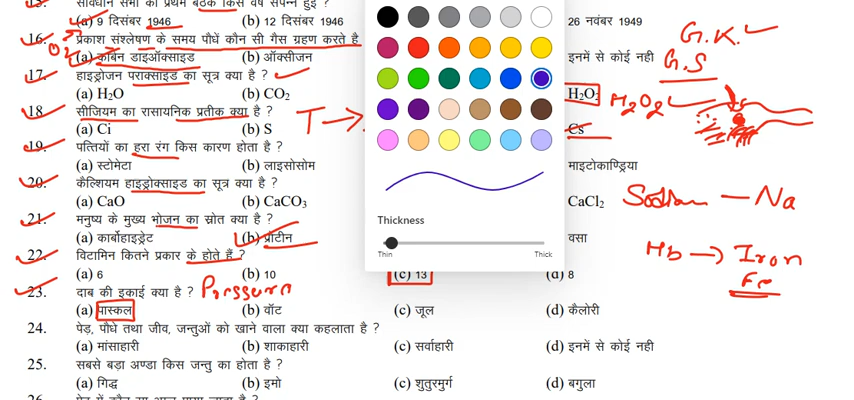 15. संविधान सभा की प्रथम बैठक किस वर्ष संपन्न हुई ?
(a) 9 दिसंबर 1946 (b) 12 दिसंबर 1946 26 नवंबर 1949
G.K.
16. प्रकाश संश्लेषण के समय पौधें कौन सी गैस ग्रहण करते है
O2 (a) कार्बन डाइऑक्साइड (b) ऑक्सीजन इनमें से कोई नही
G.S
17. हाइड्रोजन पराक्साइड का सूत्र क्या है ?
(a) H₂O (b) CO₂ H₂O₂ H2O2
18. सीजियम का रासायनिक प्रतीक क्या है ?
(a) Ci (b) S T → Cs
19. पत्तियों का हरा रंग किस कारण होता है ?
(a) स्टोमेटा (b) लाइसोसोम माइटोकाण्ड्रिया
20. कैल्शियम हाइड्रोक्साइड का सूत्र क्या है ?
(a) CaO (b) CaCO₃ CaCl₂ Sodium — Na
21. मनुष्य के मुख्य भोजन का स्रोत क्या है ?
Thickness
(a) कार्बोहाइड्रेट (b) प्रोटीन वसा
Thin Thick
Hb → Iron
22. विटामिन कितने प्रकार के होते हैं ?
(a) 6 (b) 10 (c) 13 (d) 8
Fe
23. दाब की इकाई क्या है ? Pressure
(a) पास्कल (b) वॉट (c) जूल (d) कैलोरी
24. पेड़, पौधे तथा जीव, जन्तुओं को खाने वाला क्या कहलाता है ?
(a) मांसाहारी (b) शाकाहारी (c) सर्वाहारी (d) इनमें से कोई नही
25. सबसे बड़ा अण्डा किस जन्तु का होता है ?
(a) गिद्ध (b) इमो (c) शुतुरमुर्ग (d) बगुला